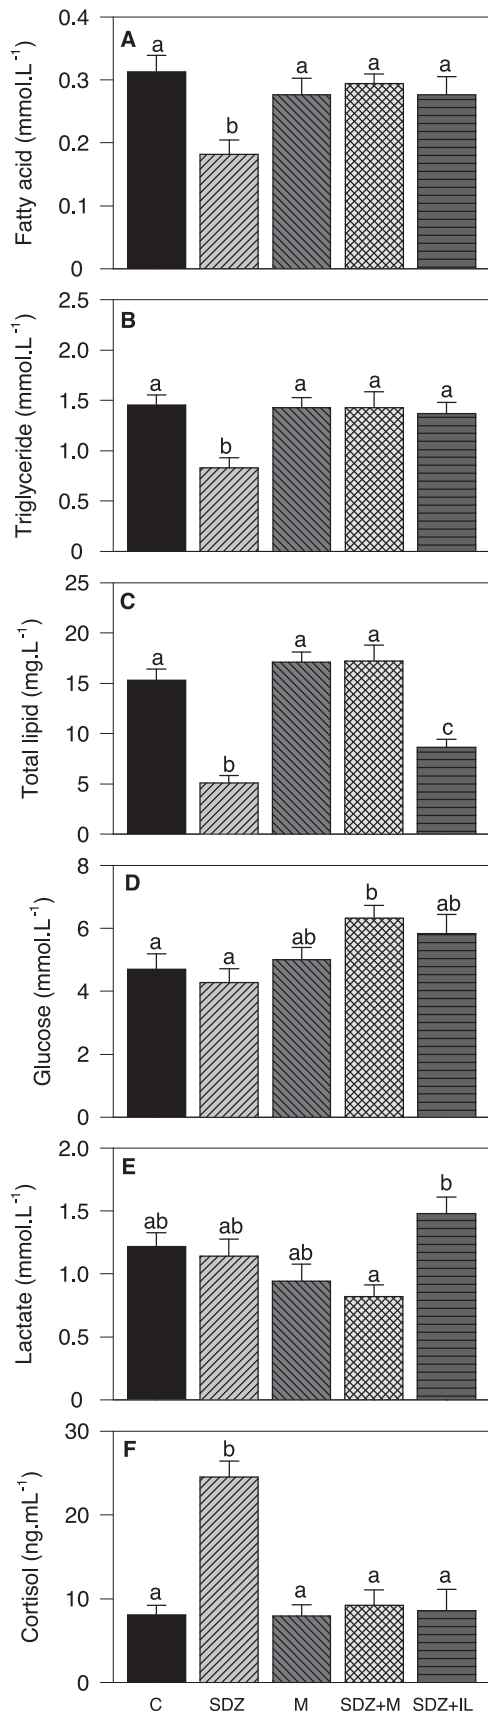 A
Fatty acid (mmol.L⁻¹)
0.4
0.3
0.2
0.1
0
a
b
a
a
a
B
Triglyceride (mmol.L⁻¹)
2.5
2.0
1.5
1.0
0.5
0
a
b
a
a
a
C
Total lipid (mg.L⁻¹)
25
20
15
10
5
0
a
b
a
a
c
D
Glucose (mmol.L⁻¹)
8
6
4
2
0
a
a
ab
b
ab
E
Lactate (mmol.L⁻¹)
2.0
1.5
1.0
0.5
0
ab
ab
ab
a
b
F
Cortisol (ng.mL⁻¹)
30
20
10
0
a
b
a
a
a
C SDZ M SDZ+M SDZ+IL